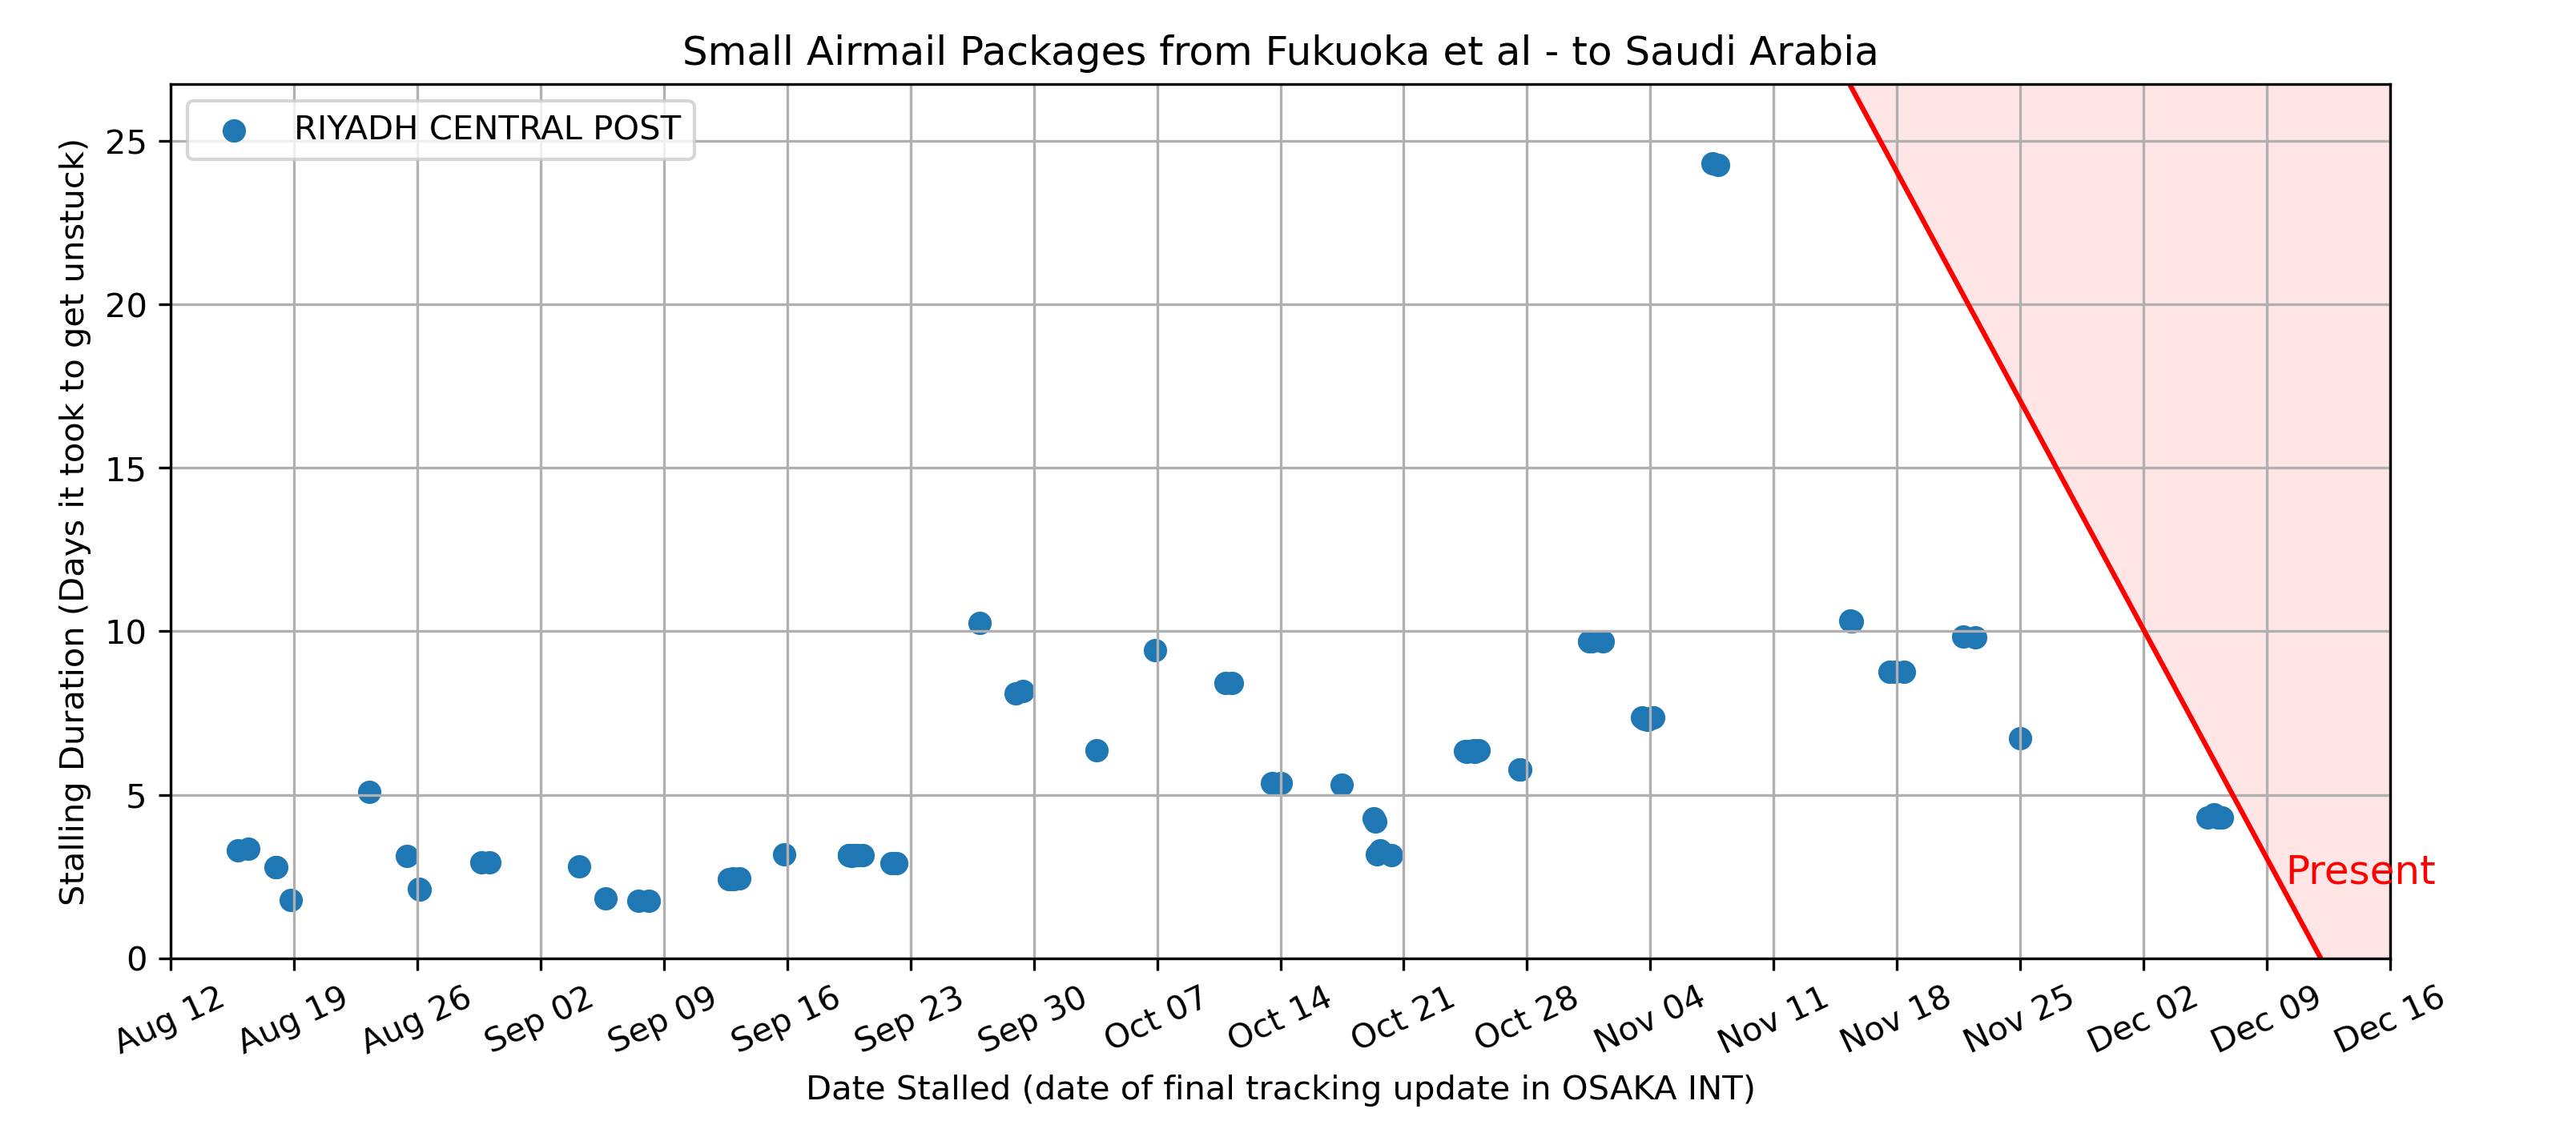 Small Airmail Packages from Fukuoka et al - to Saudi Arabia
RIYADH CENTRAL POST
Stalling Duration (Days it took to get unstuck)
25
20
15
10
5
0
Present
Aug 12
Aug 19
Aug 26
Sep 02
Sep 09
Sep 16
Sep 23
Sep 30
Oct 07
Oct 14
Oct 21
Oct 28
Nov 04
Nov 11
Nov 18
Nov 25
Dec 02
Dec 09
Dec 16
Date Stalled (date of final tracking update in OSAKA INT)